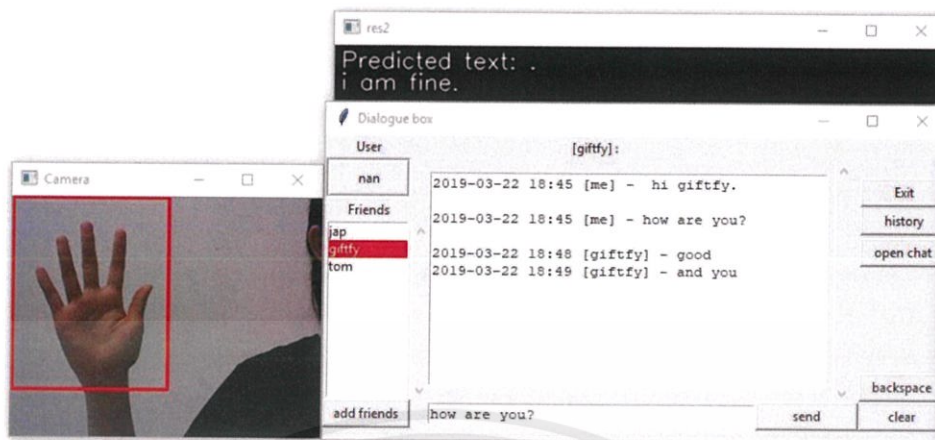 res2
Predicted text: .
i am fine.
Dialogue box
User
[giftfy]:
nan
Friends
jap
giftfy
tom
2019-03-22 18:45 [me] - hi giftfy.
2019-03-22 18:45 [me] - how are you?
2019-03-22 18:48 [giftfy] - good
2019-03-22 18:49 [giftfy] - and you
Exit
history
open chat
backspace
add friends
how are you?
send
clear
Camera